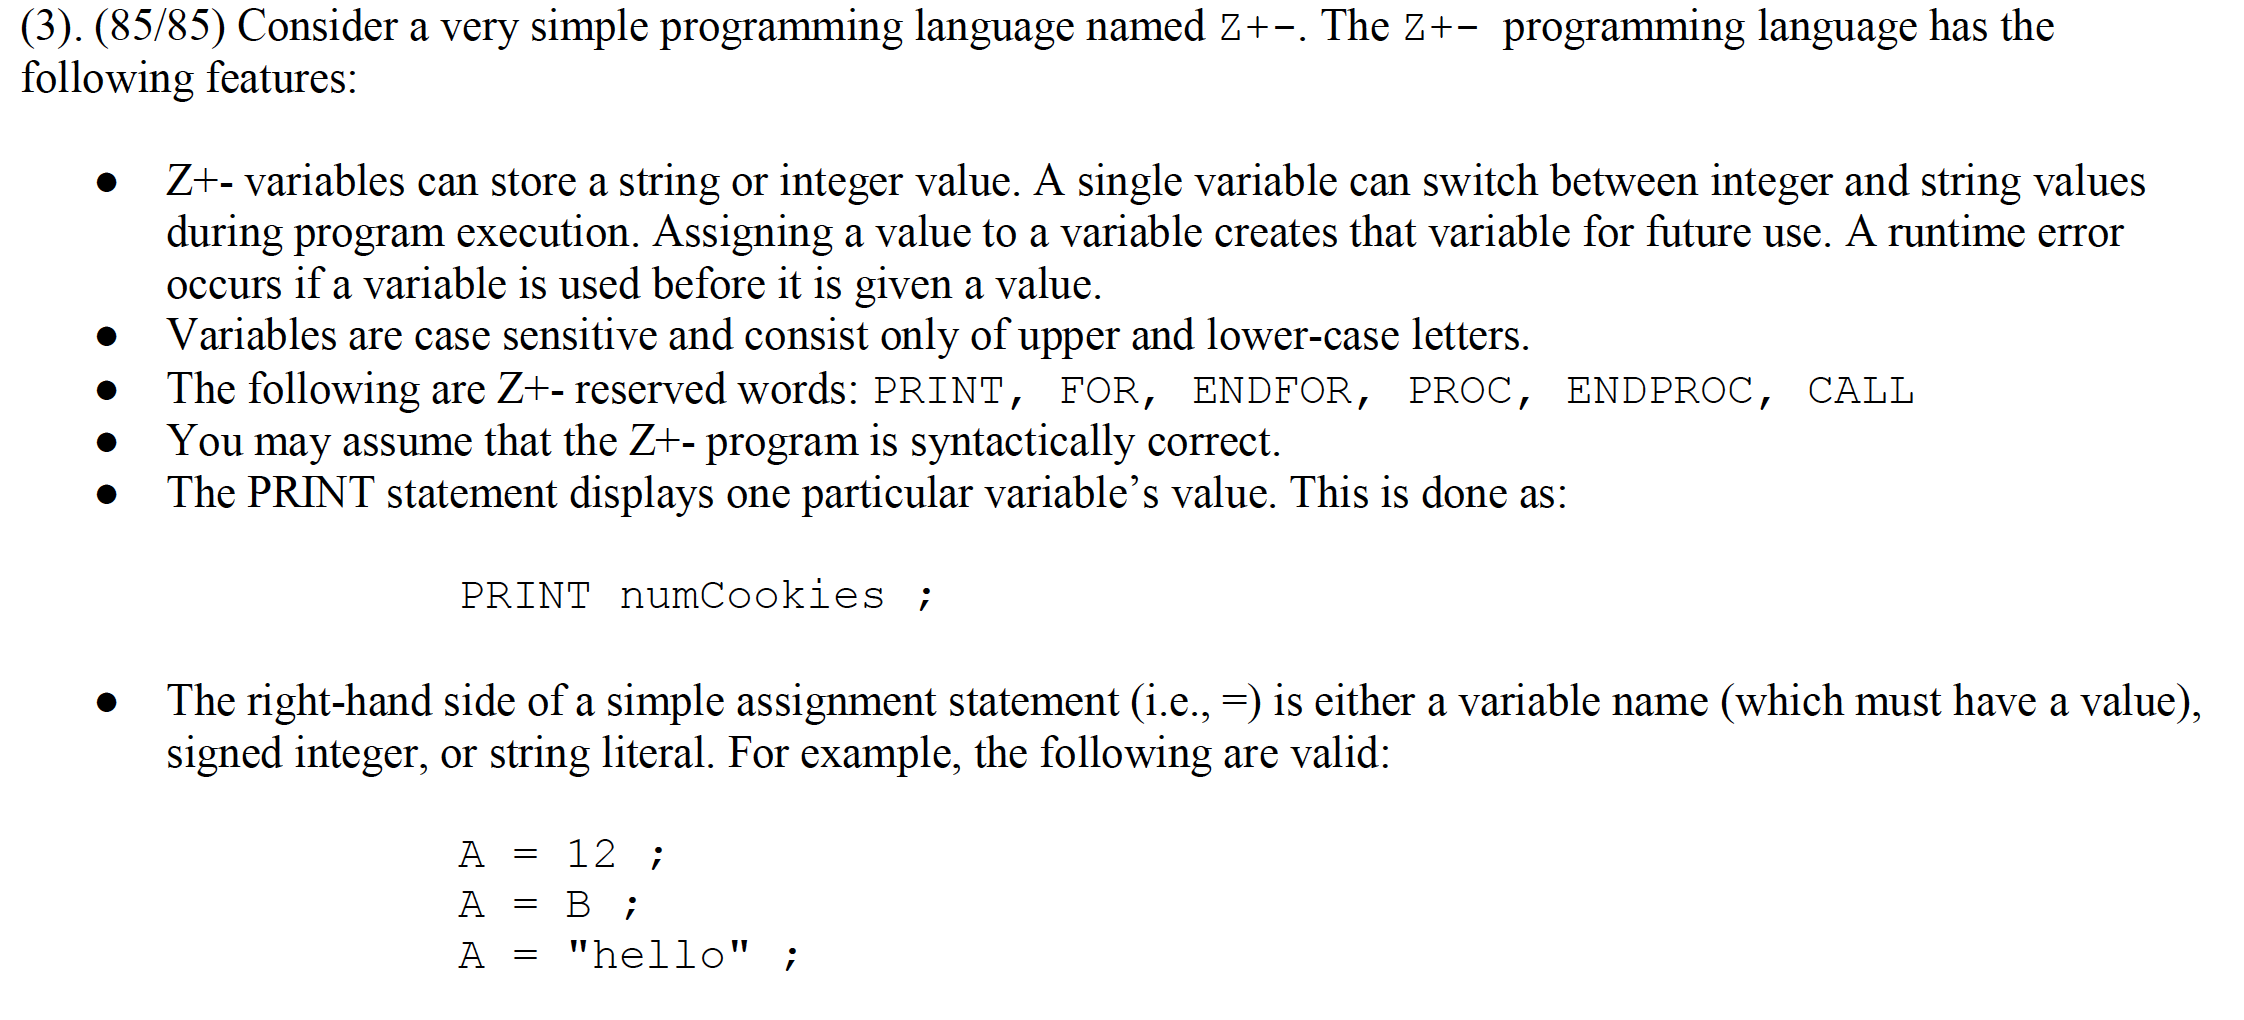 (3). (85/85) Consider a very simple programming language named Z+-. The Z+- programming language has the
following features:
● Z+- variables can store a string or integer value. A single variable can switch between integer and string values
during program execution. Assigning a value to a variable creates that variable for future use. A runtime error
occurs if a variable is used before it is given a value.
● Variables are case sensitive and consist only of upper and lower-case letters.
● The following are Z+- reserved words: PRINT, FOR, ENDFOR, PROC, ENDPROC, CALL
● You may assume that the Z+- program is syntactically correct.
● The PRINT statement displays one particular variable’s value. This is done as:
PRINT numCookies ;
● The right-hand side of a simple assignment statement (i.e., =) is either a variable name (which must have a value),
signed integer, or string literal. For example, the following are valid:
A = 12 ;
A = B ;
A = "hello" ;